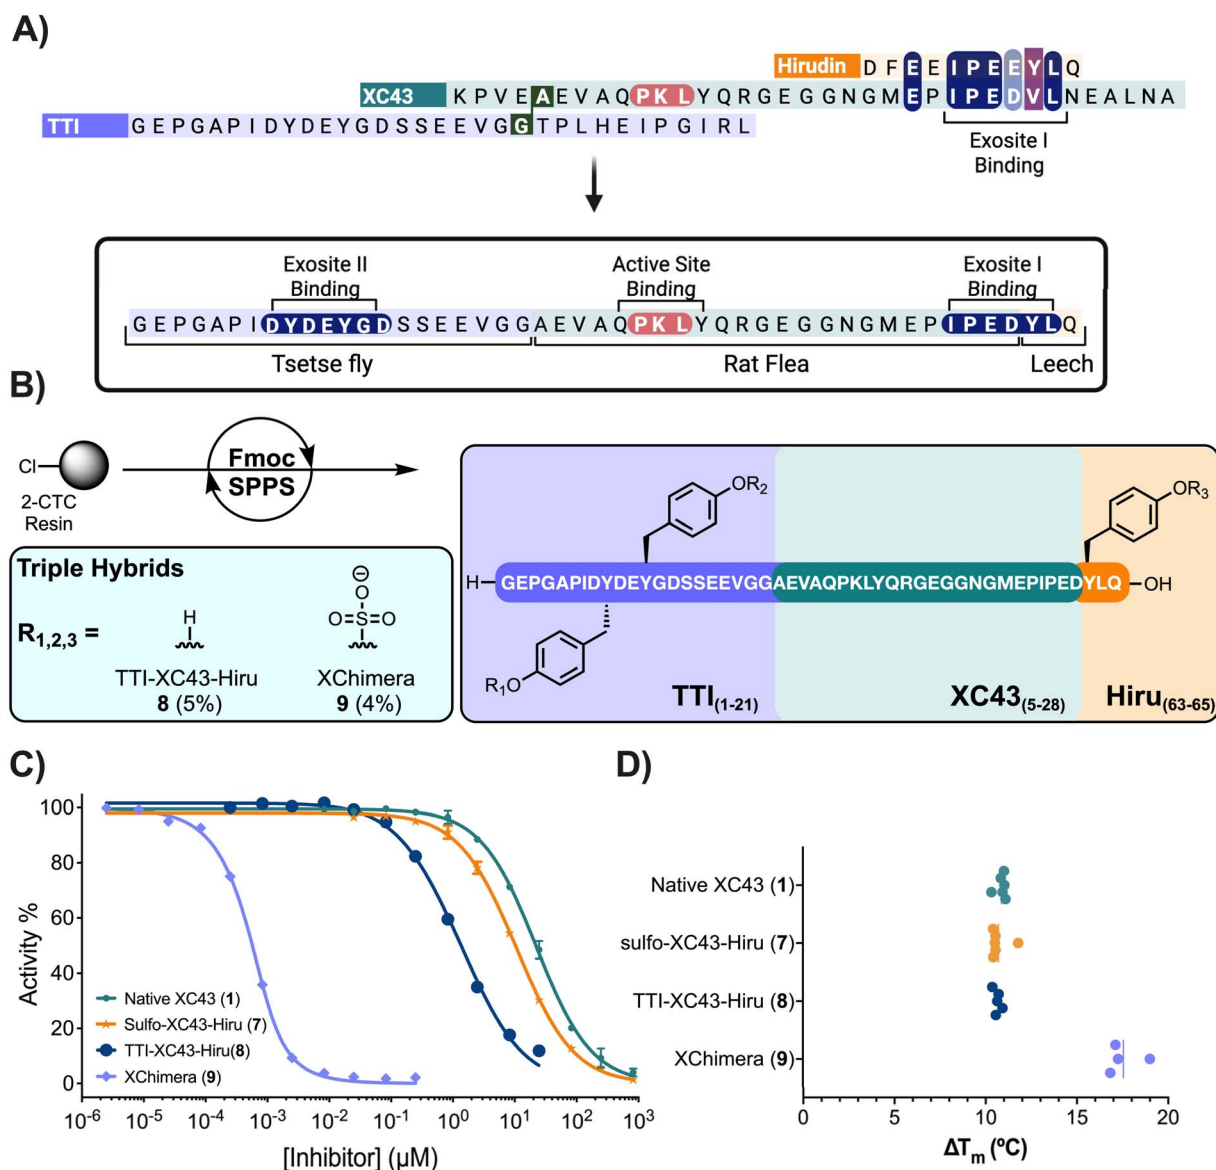 A)
Hirudin D F E E I P E E Y L Q
XC43 K P V E A E V A Q P K L Y Q R G E G G N G M E P I P E D V L N E A L N A
TTI G E P G A P I D Y D E Y G D S S E E V G G T P L H E I P G I R L
Exosite I
Binding
Exosite II
Binding
Active Site
Binding
Exosite I
Binding
G E P G A P I D Y D E Y G D S S E E V G G A E V A Q P K L Y Q R G E G G N G M E P I P E D Y L Q
Tsetse fly
Rat Flea
Leech
B)
Cl
2-CTC
Resin
Fmoc
SPPS
Triple Hybrids
R1,2,3 =
H
TTI-XC43-Hiru
8 (5%)
⊖
O
O=S=O
XChimera
9 (4%)
OR2
OR3
H- GEPGAPIDYDEYGDSSEEVGGAEVAQPKLYQRGEGGNGMEPIPEDYLQ -OH
R1O
TTI(1-21)
XC43(5-28)
Hiru(63-65)
C)
Activity %
100
80
60
40
20
0
Native XC43 (1)
Sulfo-XC43-Hiru (7)
TTI-XC43-Hiru(8)
XChimera (9)
10-6 10-5 10-4 10-3 10-2 10-1 100 101 102 103
[Inhibitor] (µM)
D)
Native XC43 (1)
sulfo-XC43-Hiru (7)
TTI-XC43-Hiru (8)
XChimera (9)
0 5 10 15 20
ΔTm (ºC)